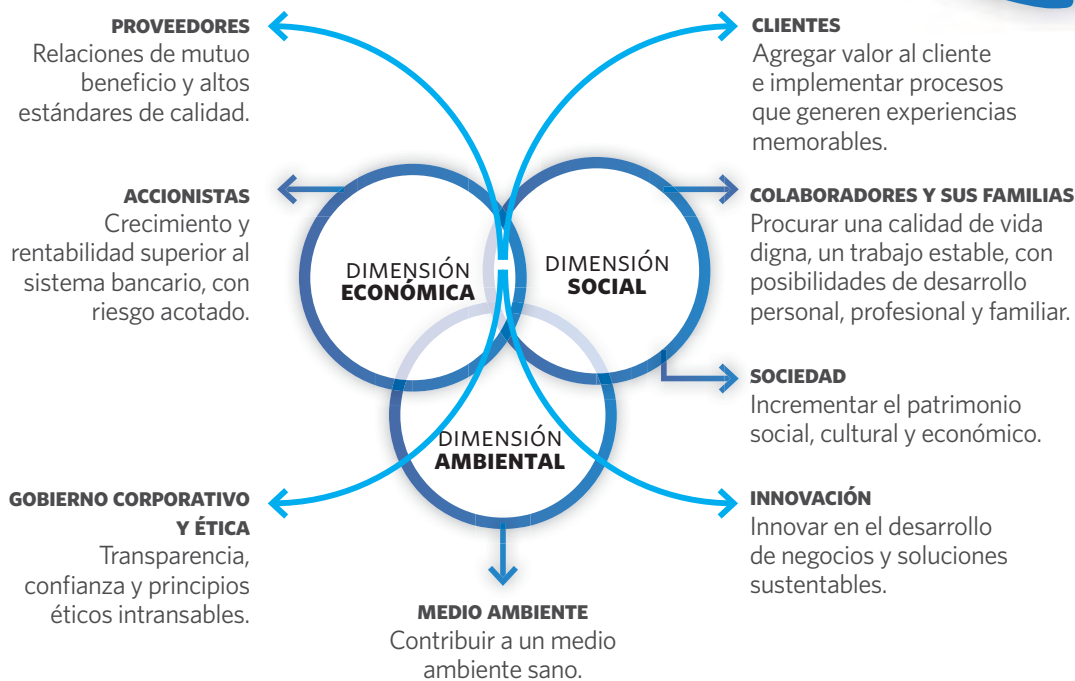 PROVEEDORES
Relaciones de mutuo
beneficio y altos
estándares de calidad.
CLIENTES
Agregar valor al cliente
e implementar procesos
que generen experiencias
memorables.
ACCIONISTAS
Crecimiento y
rentabilidad superior al
sistema bancario, con
riesgo acotado.
DIMENSIÓN
ECONÓMICA
DIMENSIÓN
SOCIAL
COLABORADORES Y SUS FAMILIAS
Procurar una calidad de vida
digna, un trabajo estable, con
posibilidades de desarrollo
personal, profesional y familiar.
SOCIEDAD
Incrementar el patrimonio
social, cultural y económico.
DIMENSIÓN
AMBIENTAL
GOBIERNO CORPORATIVO
Y ÉTICA
Transparencia,
confianza y principios
éticos intransables.
INNOVACIÓN
Innovar en el desarrollo
de negocios y soluciones
sustentables.
MEDIO AMBIENTE
Contribuir a un medio
ambiente sano.